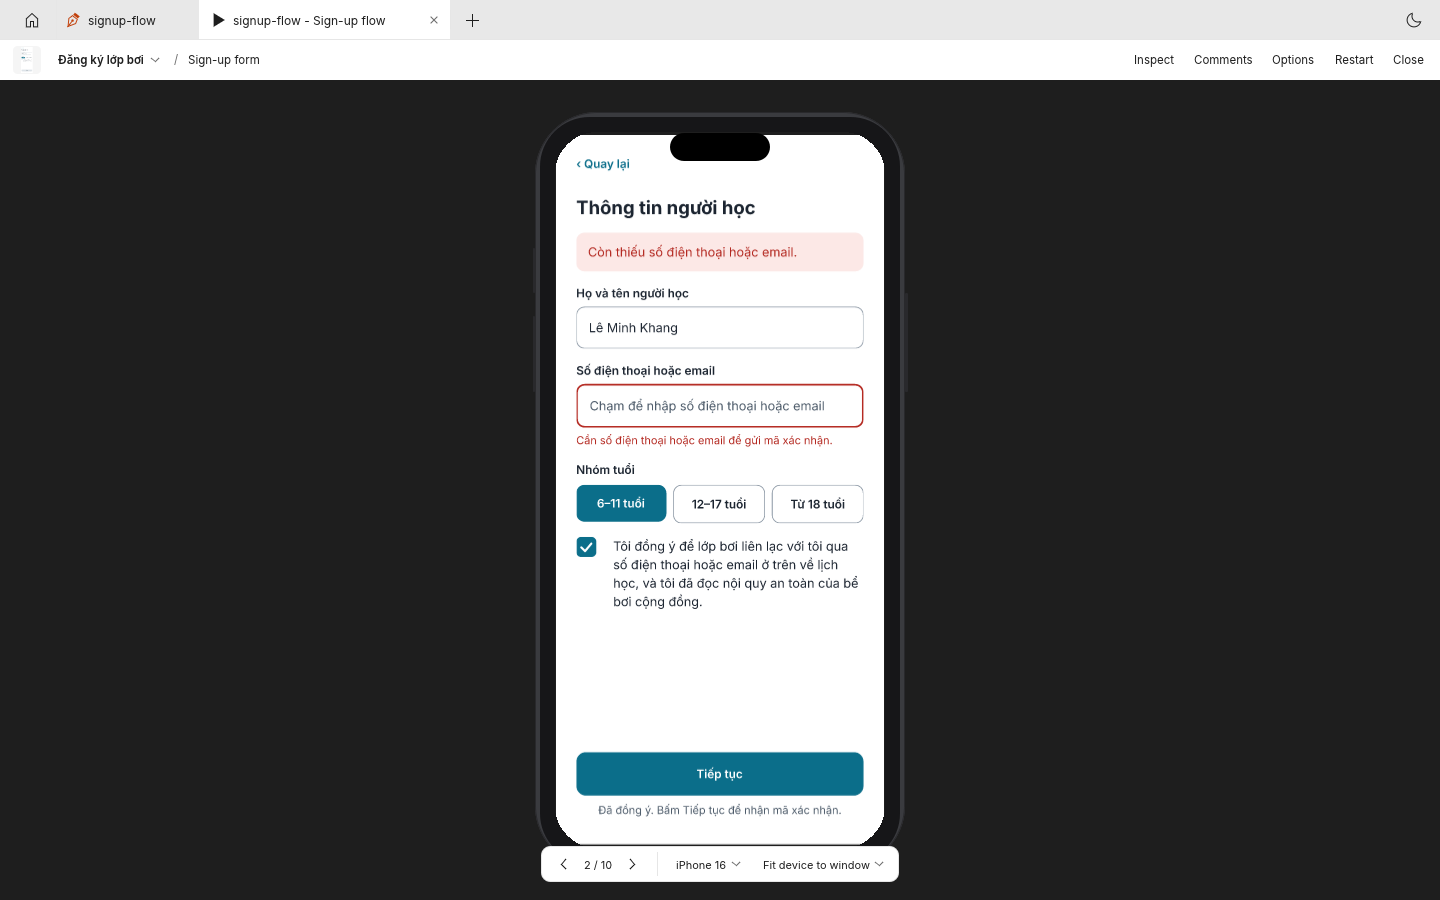 signup-flow
signup-flow - Sign-up flow
Đăng ký lớp bơi / Sign-up form
Inspect Comments Options Restart Close
‹ Quay lại
Thông tin người học
Còn thiếu số điện thoại hoặc email.
Họ và tên người học
Lê Minh Khang
Số điện thoại hoặc email
Chạm để nhập số điện thoại hoặc email
Cần số điện thoại hoặc email để gửi mã xác nhận.
Nhóm tuổi
6–11 tuổi 12–17 tuổi Từ 18 tuổi
Tôi đồng ý để lớp bơi liên lạc với tôi qua
số điện thoại hoặc email ở trên về lịch
học, và tôi đã đọc nội quy an toàn của bể
bơi cộng đồng.
Tiếp tục
Đã đồng ý. Bấm Tiếp tục để nhận mã xác nhận.
2 / 10 iPhone 16 Fit device to window